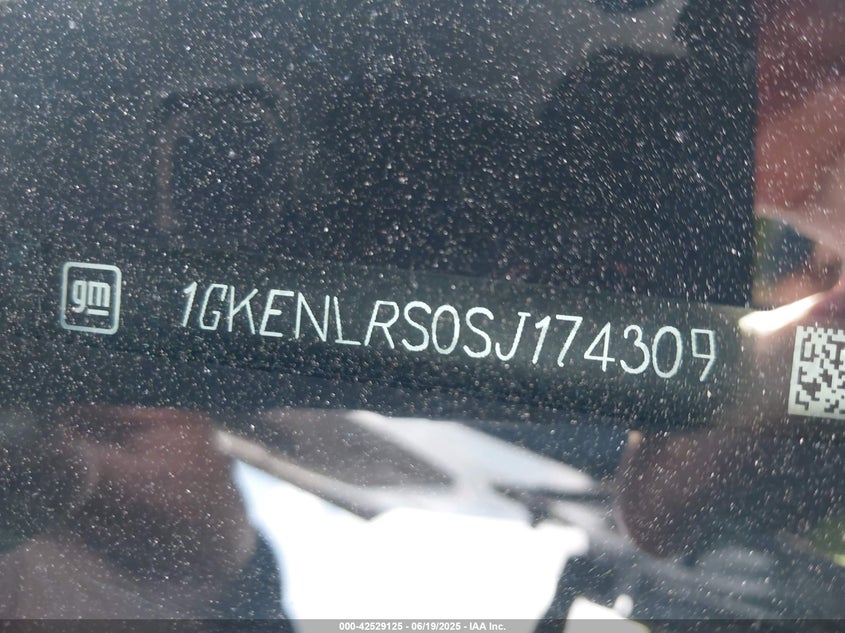 gm 1GKENLRS0SJ174309
000-42529125 - 06/19/2025 - IAA Inc.